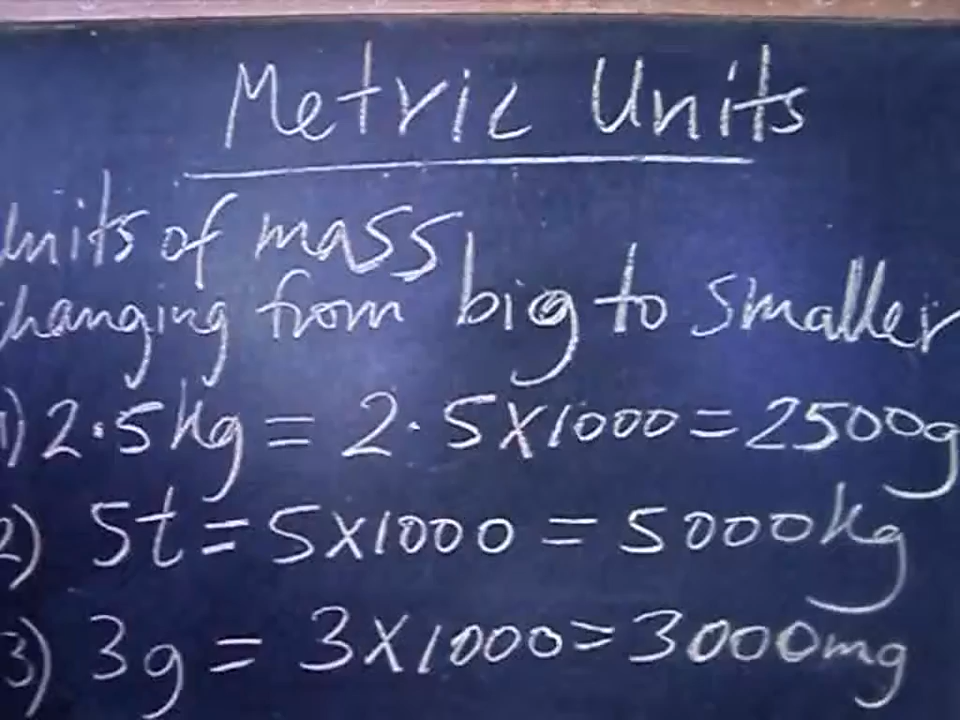 Metric Units
Units of mass
changing from big to smaller
1) 2.5kg = 2.5X1000 = 2500g
2) 5t = 5X1000 = 5000kg
3) 3g = 3X1000 = 3000mg